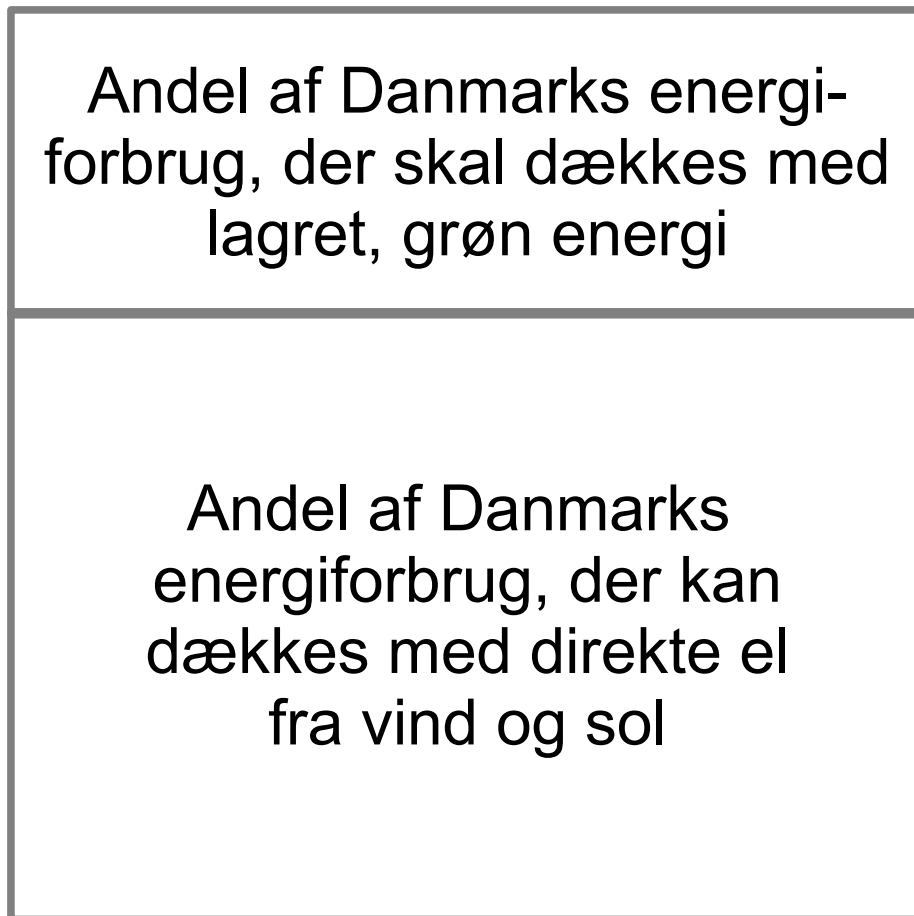 Andel af Danmarks energi-
forbrug, der skal dækkes med
lagret, grøn energi
Andel af Danmarks
energiforbrug, der kan
dækkes med direkte el
fra vind og sol